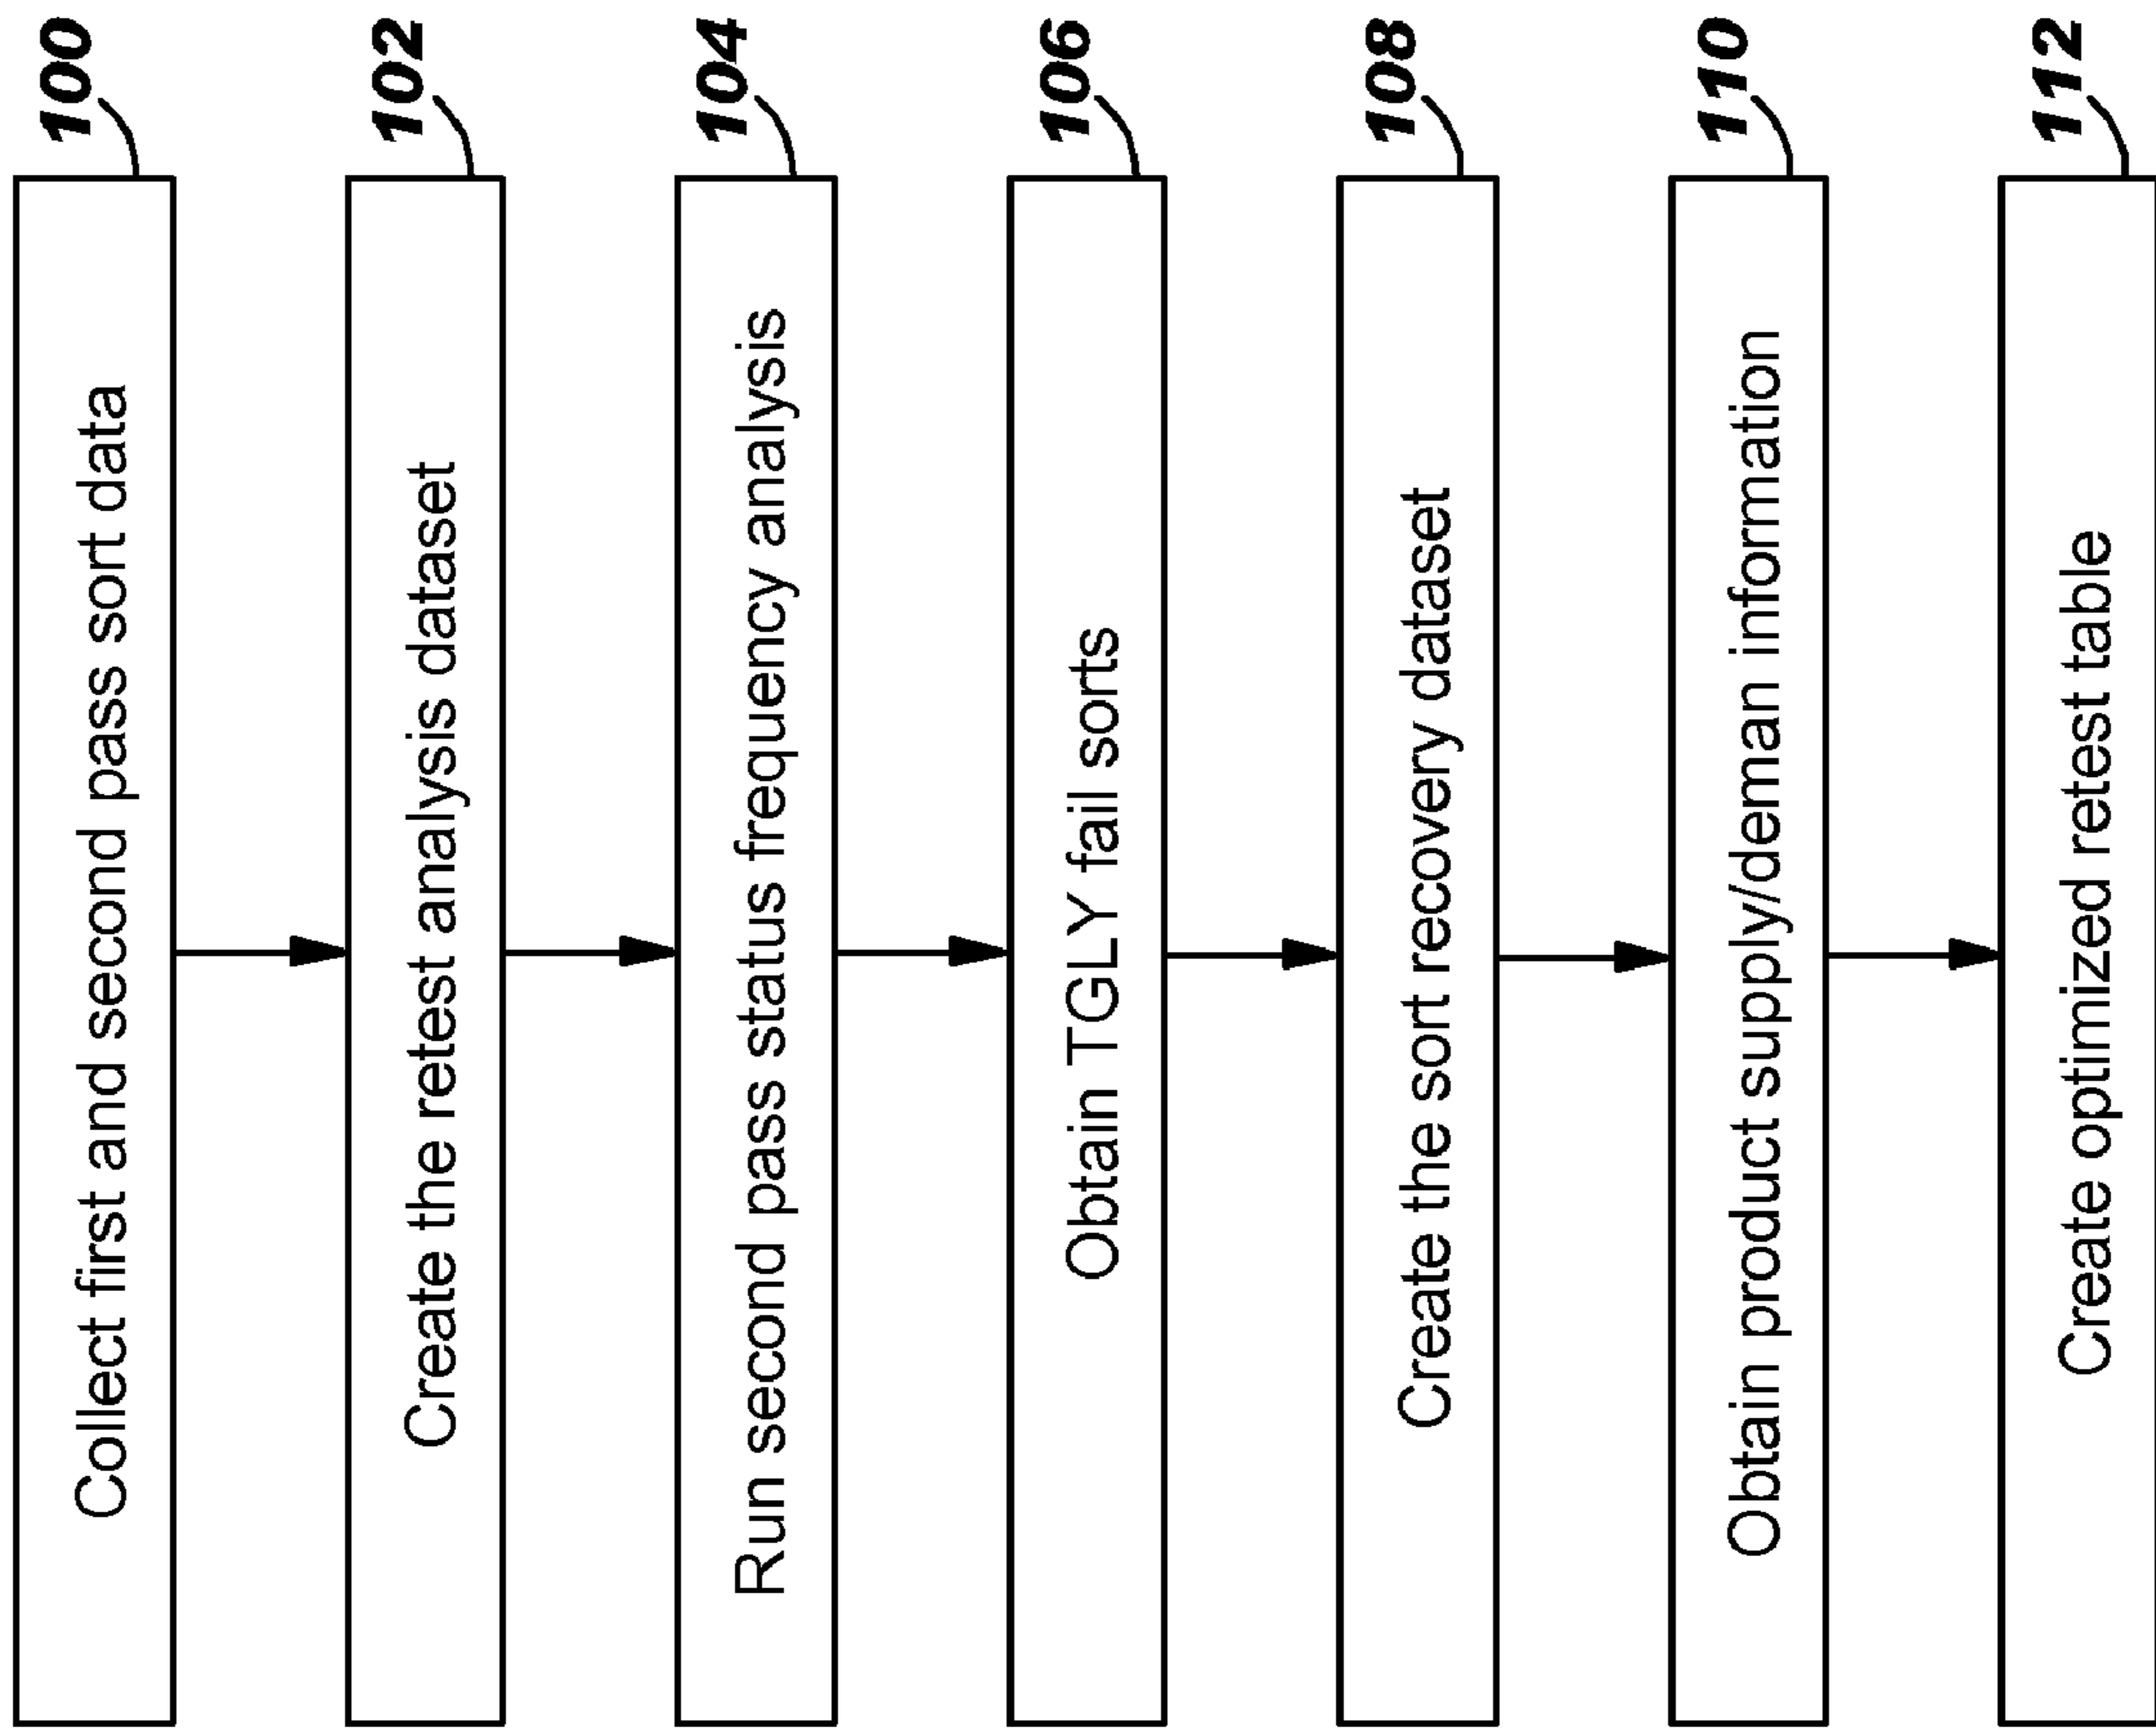 Collect first and second pass sort data
100
Create the retest analysis dataset
102
Run second pass status frequency analysis
104
Obtain TGLY fail sorts
106
Create the sort recovery dataset
108
Obtain product supply/deman information
110
Create optimized retest table
112